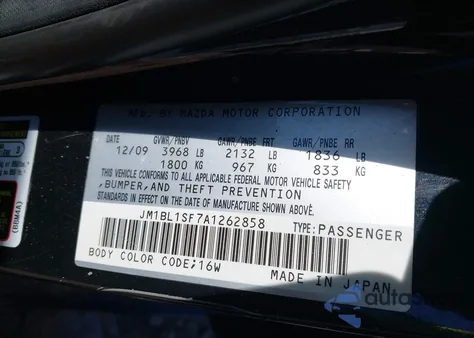 MFD. BY MAZDA MOTOR CORPORATION
GVWR/PNBV GAWR/PNBE FRT GAWR/PNBE RR
12/09 3968 LB 2132 LB 1836 LB
1800 KG 967 KG 833 KG
THIS VEHICLE CONFORMS TO ALL APPLICABLE FEDERAL MOTOR VEHICLE SAFETY
,BUMPER,AND THEFT PREVENTION
STANDARDS IN EFFECT ON THE DATE OF MANUFACTURE SHOWN ABOVE.
JM1BL1SF7A1262858 TYPE:PASSENGER
BODY COLOR CODE;16W
MADE IN JAPAN
(BBM4A)